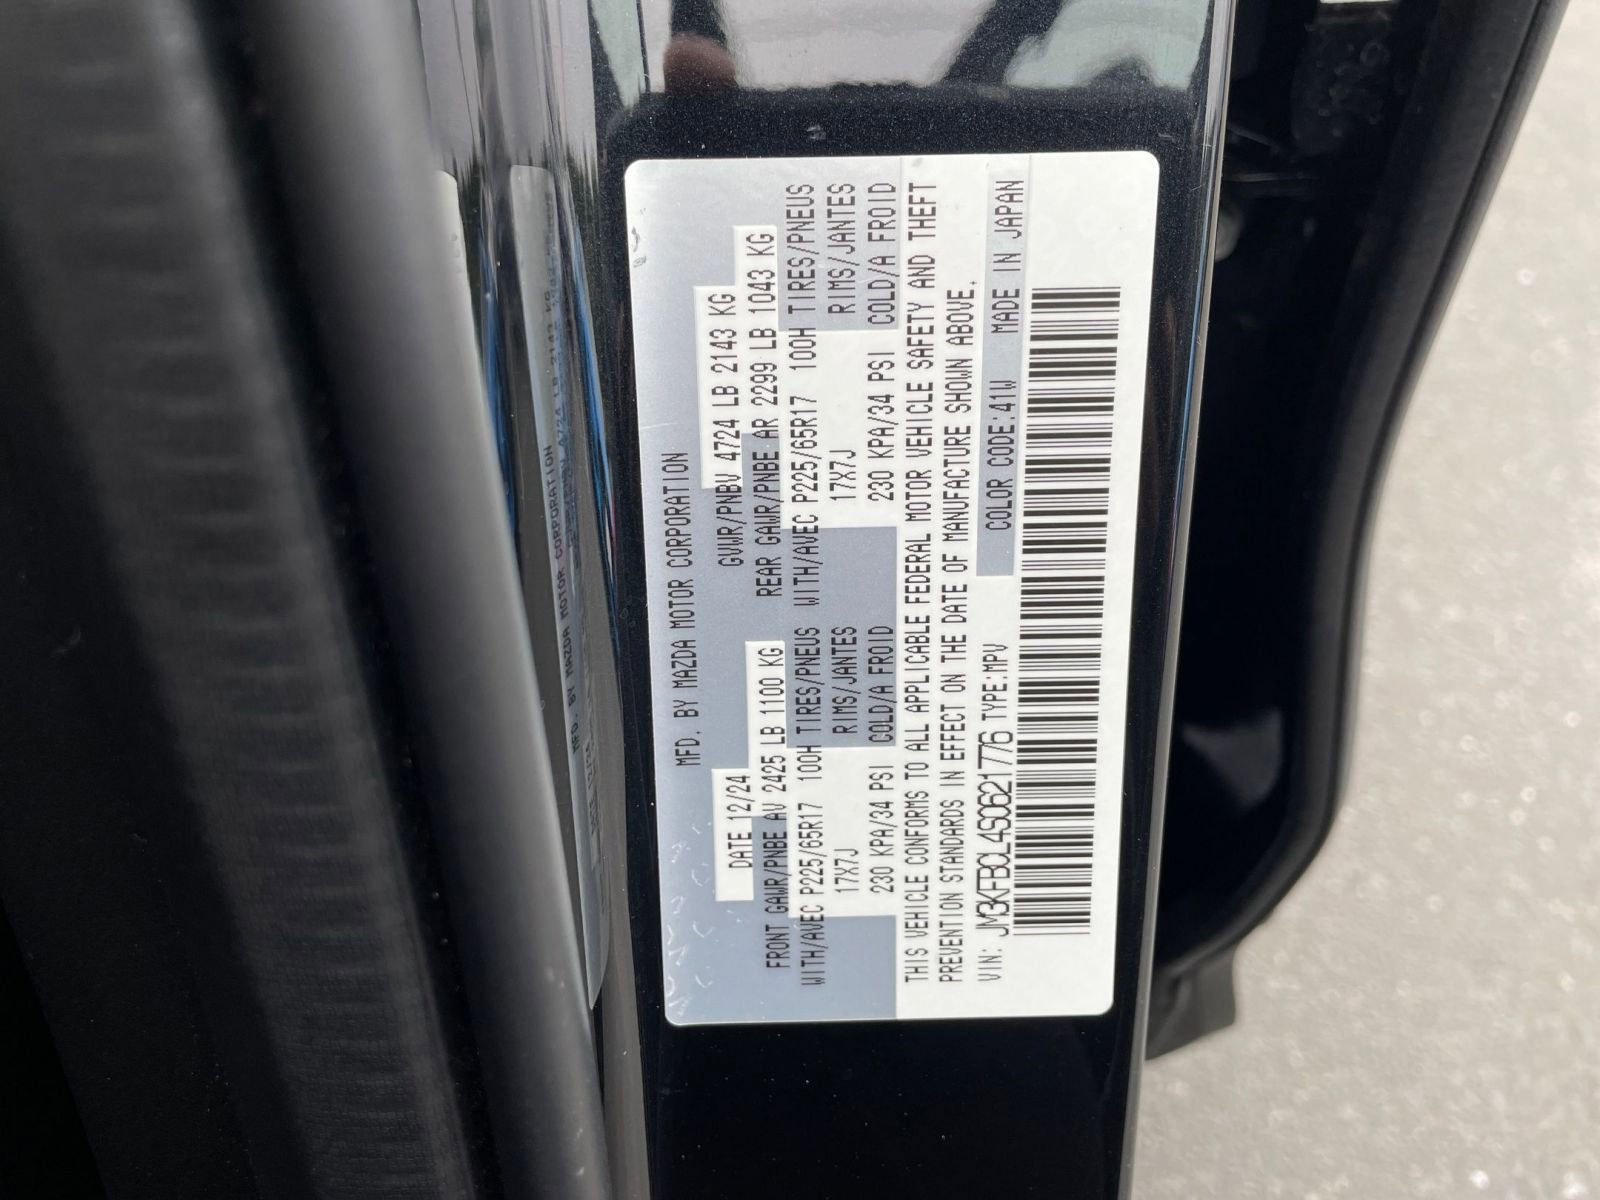 MFD. BY MAZDA MOTOR CORPORATION
DATE 12/24 GVWR/PNBV 4724 LB 2143 KG
FRONT GAWR/PNBE AV 2425 LB 1100 KG REAR GAWR/PNBE AR 2299 LB 1043 KG
WITH/AVEC P225/65R17 100H TIRES/PNEUS WITH/AVEC P225/65R17 100H TIRES/PNEUS
17X7J RIMS/JANTES 17X7J RIMS/JANTES
230 KPA/34 PSI COLD/A FROID 230 KPA/34 PSI COLD/A FROID
THIS VEHICLE CONFORMS TO ALL APPLICABLE FEDERAL MOTOR VEHICLE SAFETY AND THEFT
PREVENTION STANDARDS IN EFFECT ON THE DATE OF MANUFACTURE SHOWN ABOVE.
VIN: JM3KFBCL4S0621776 TYPE:MPV COLOR CODE:41W MADE IN JAPAN
MFD. BY MAZDA MOTOR CORPORATION